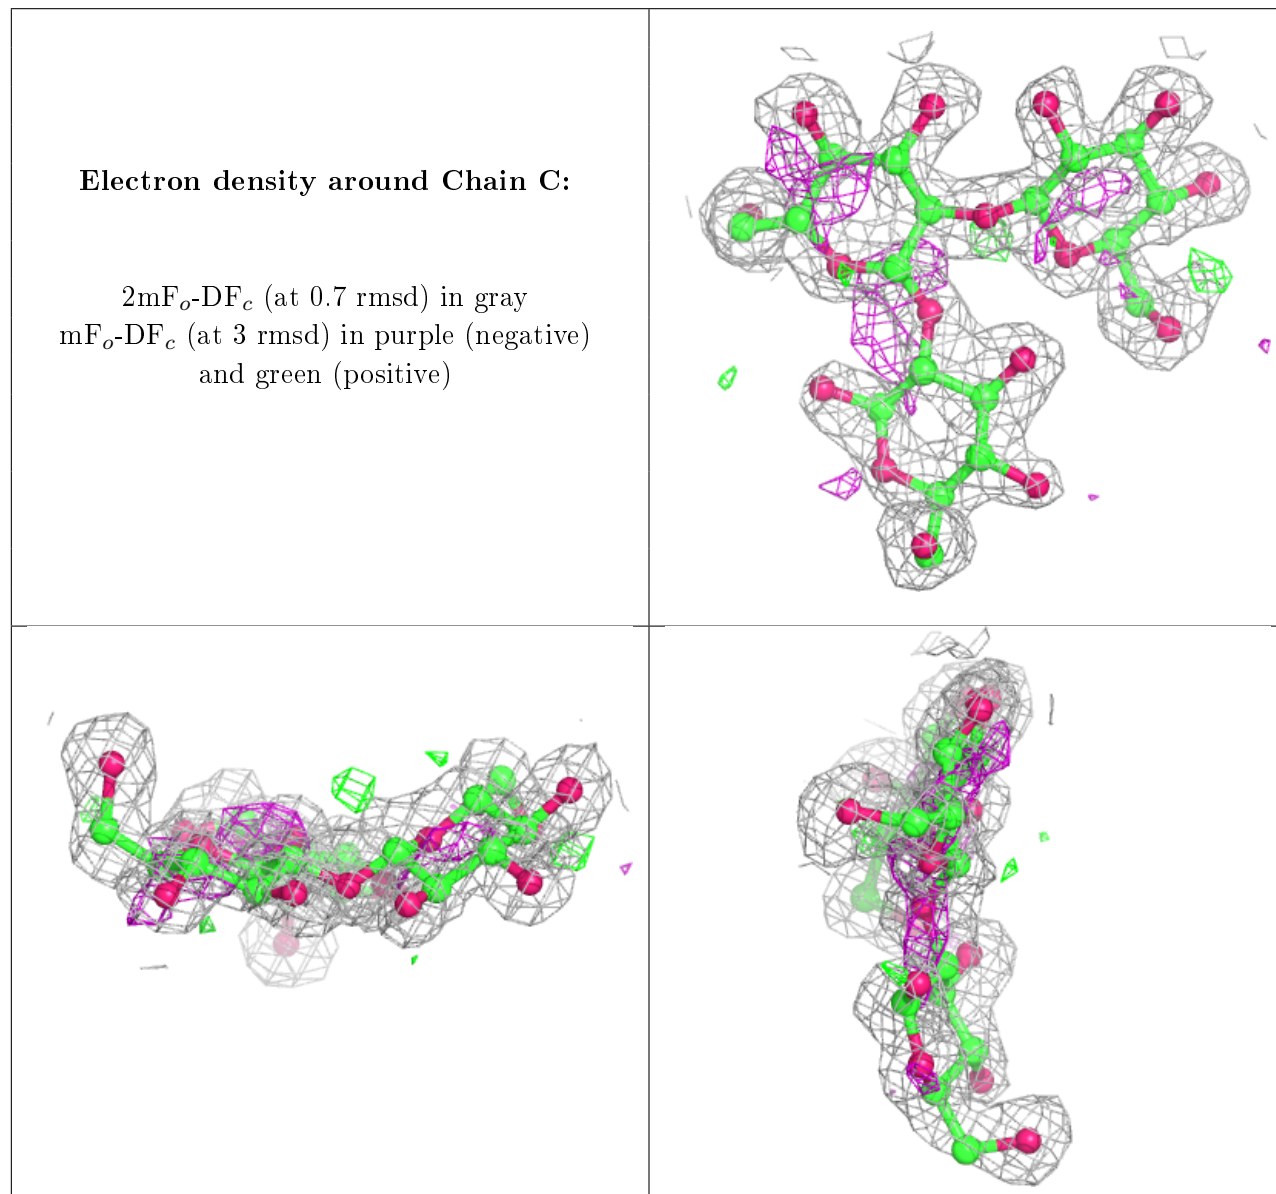 Electron density around Chain C:
2mFₒ-DF𝒸 (at 0.7 rmsd) in gray
mFₒ-DF𝒸 (at 3 rmsd) in purple (negative)
and green (positive)